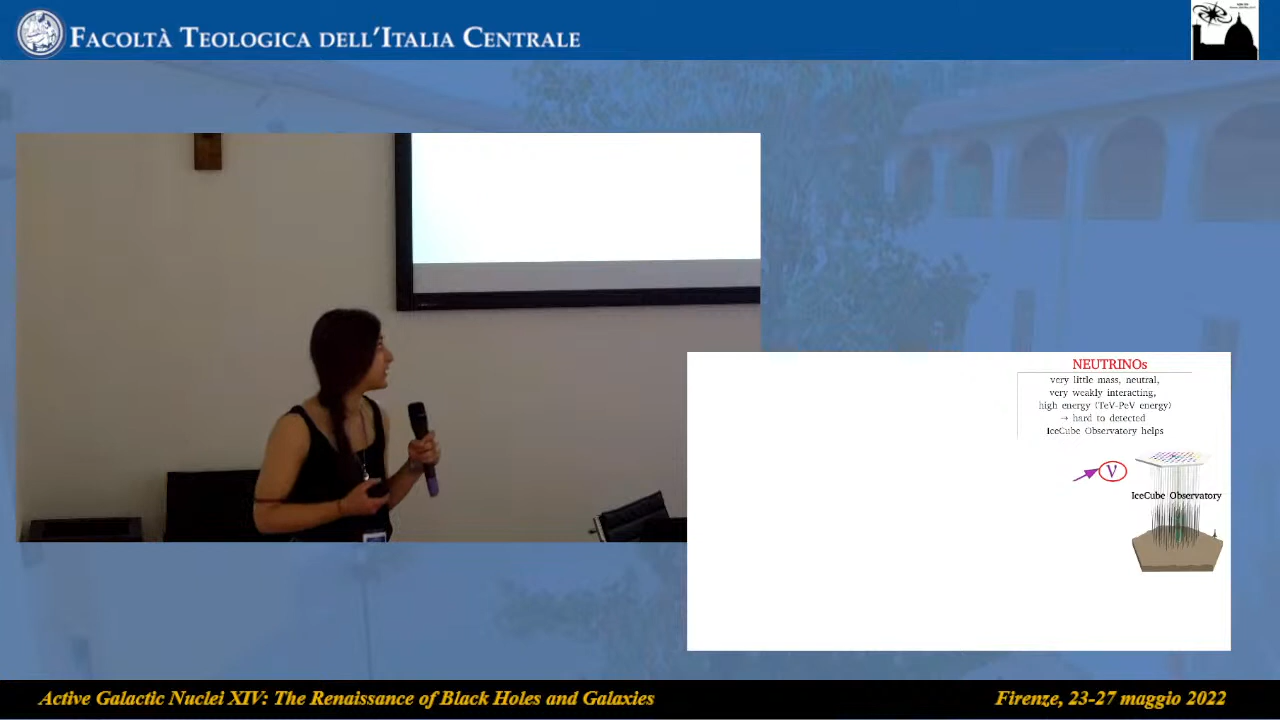 FACOLTÀ TEOLOGICA DELL'ITALIA CENTRALE
NEUTRINOs
very little mass, neutral,
very weakly interacting,
high energy (TeV-PeV energy)
→ hard to detected
IceCube Observatory helps
ν
IceCube Observatory
Active Galactic Nuclei XIV: The Renaissance of Black Holes and Galaxies
Firenze, 23-27 maggio 2022